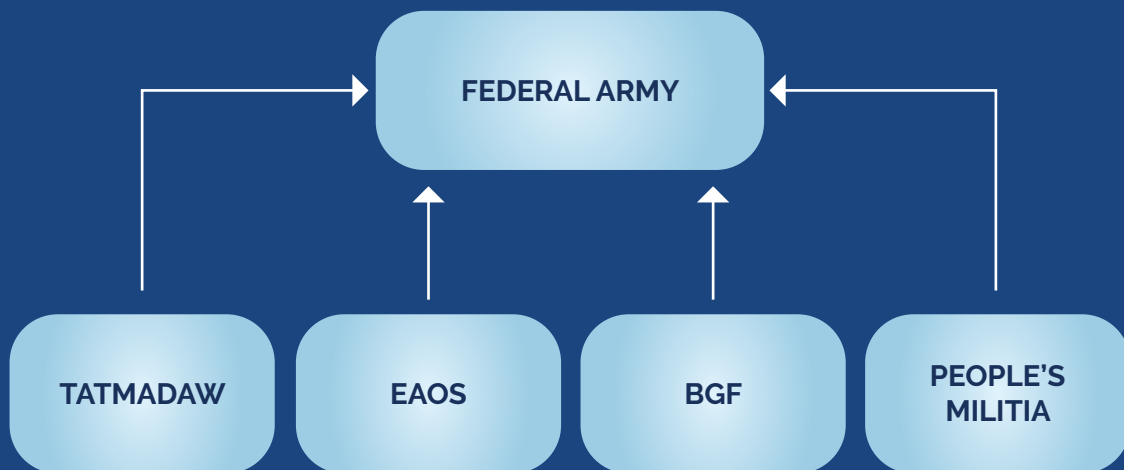 FEDERAL ARMY
TATMADAW
EAOS
BGF
PEOPLE’S
MILITIA